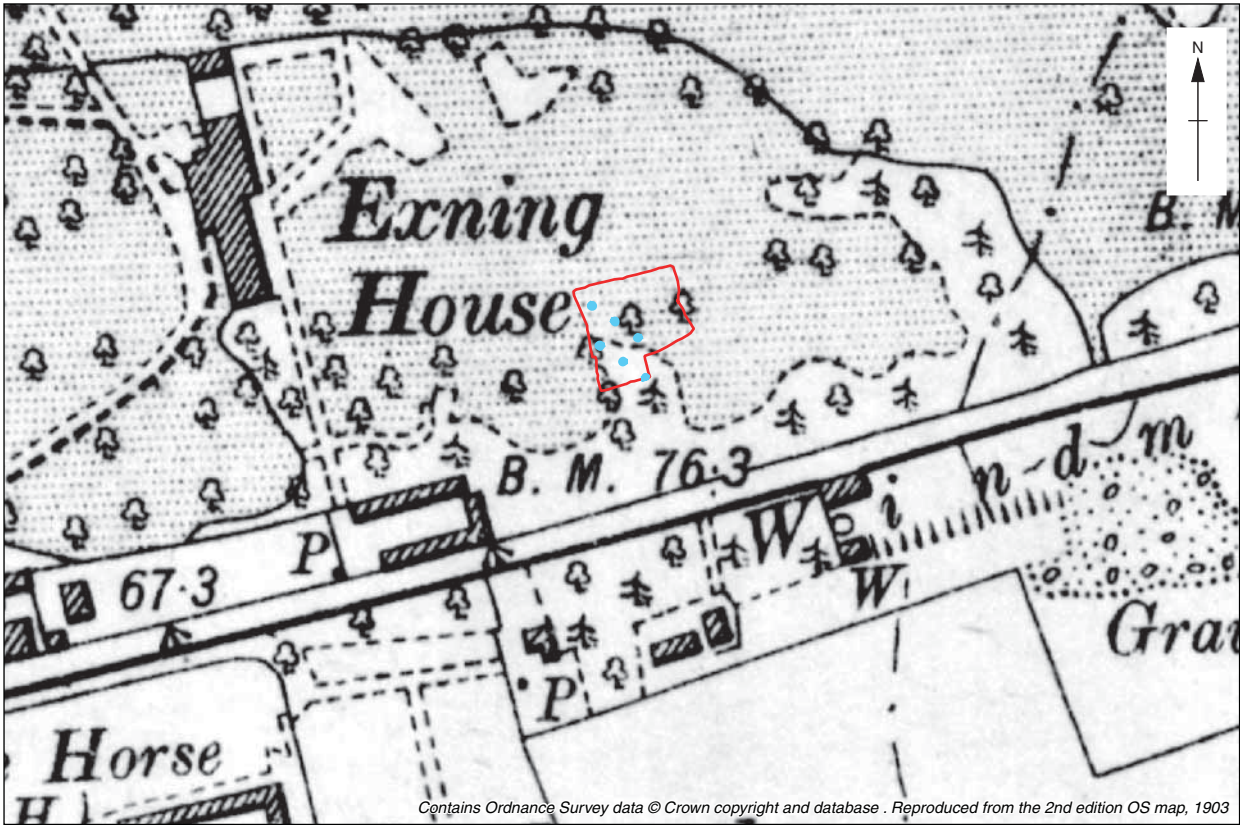 N
B. M
Exning
House
B. M. 76·3
n-d m
i
W
P
67·3
W
Grav
P
Horse
H
Contains Ordnance Survey data © Crown copyright and database . Reproduced from the 2nd edition OS map, 1903